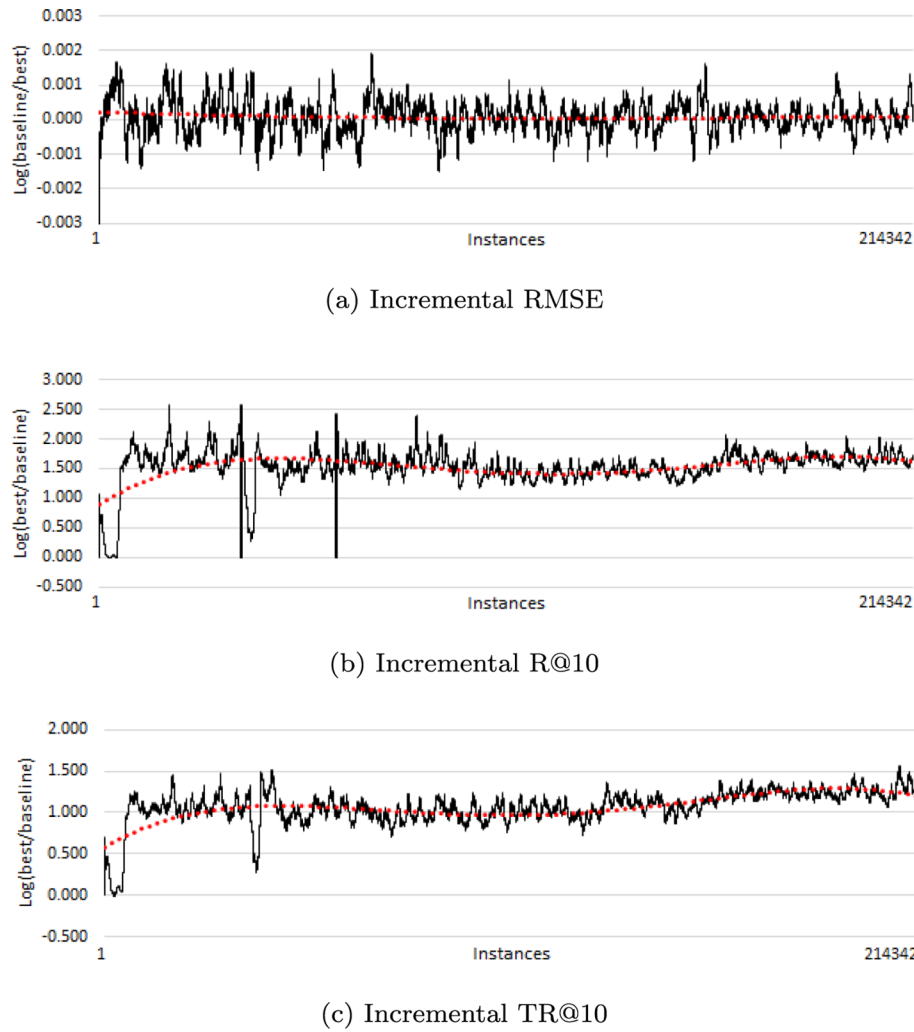 0.003
0.002
0.001
0.000
-0.001
-0.002
-0.003
Log(baseline/best)
1 Instances 214342
(a) Incremental RMSE
3.000
2.500
2.000
1.500
1.000
0.500
0.000
-0.500
Log(best/baseline)
1 Instances 214342
(b) Incremental R@10
2.000
1.500
1.000
0.500
0.000
-0.500
Log(best/baseline)
1 Instances 214342
(c) Incremental TR@10